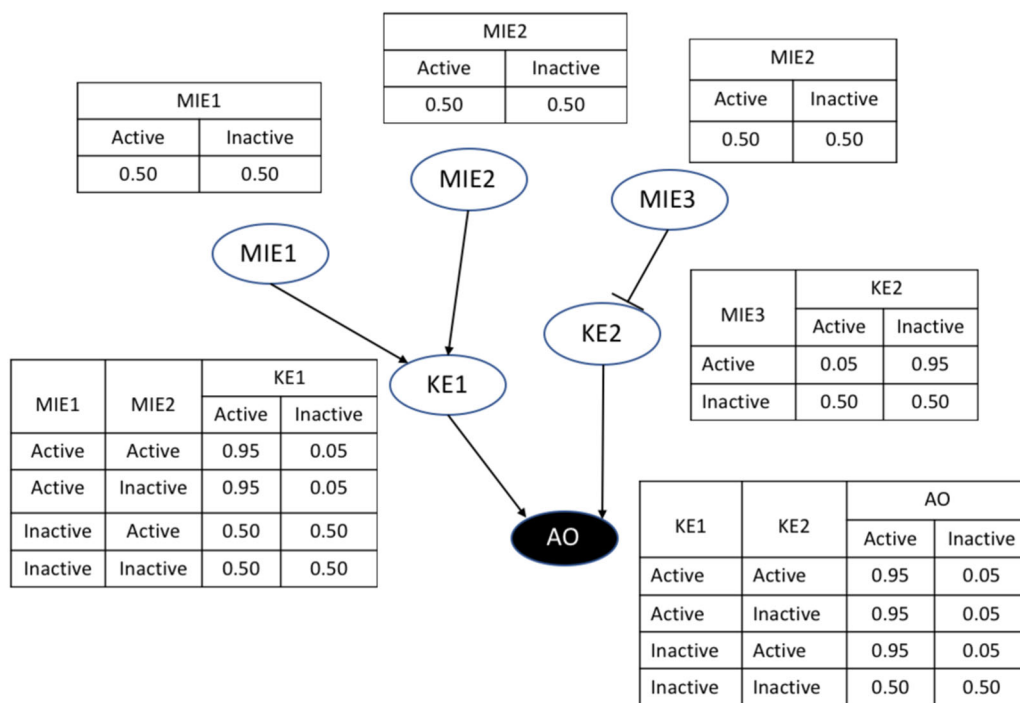 MIE2
Active Inactive
0.50 0.50
MIE2
Active Inactive
0.50 0.50
MIE1
Active Inactive
0.50 0.50
MIE2
MIE3
MIE1
KE2
KE1
AO
MIE3 KE2
Active Inactive
Active 0.05 0.95
Inactive 0.50 0.50
MIE1 MIE2 KE1
Active Inactive
Active Active 0.95 0.05
Active Inactive 0.95 0.05
Inactive Active 0.50 0.50
Inactive Inactive 0.50 0.50
KE1 KE2 AO
Active Inactive
Active Active 0.95 0.05
Active Inactive 0.95 0.05
Inactive Active 0.95 0.05
Inactive Inactive 0.50 0.50